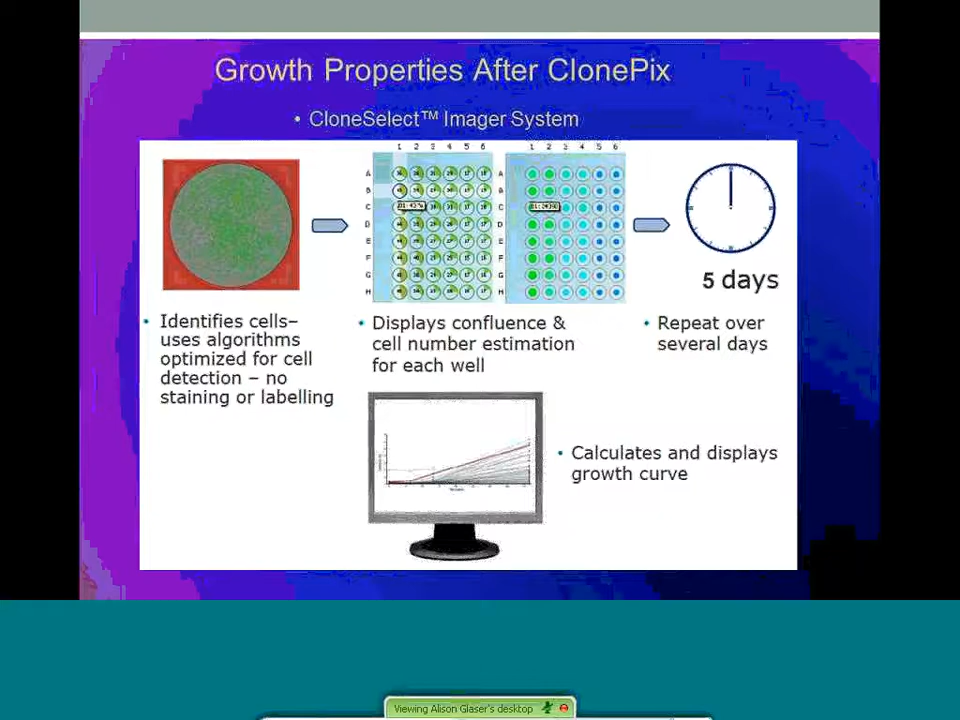 Growth Properties After ClonePix
• CloneSelect™ Imager System
1 2 3 4 5 6
1 2 3 4 5 6
A
B
C
D
E
F
G
H
A
B
C
D
E
F
G
H
5 days
• Identifies cells–
uses algorithms
optimized for cell
detection – no
staining or labelling
• Displays confluence &
cell number estimation
for each well
• Repeat over
several days
• Calculates and displays
growth curve
Viewing Alison Glaser's desktop